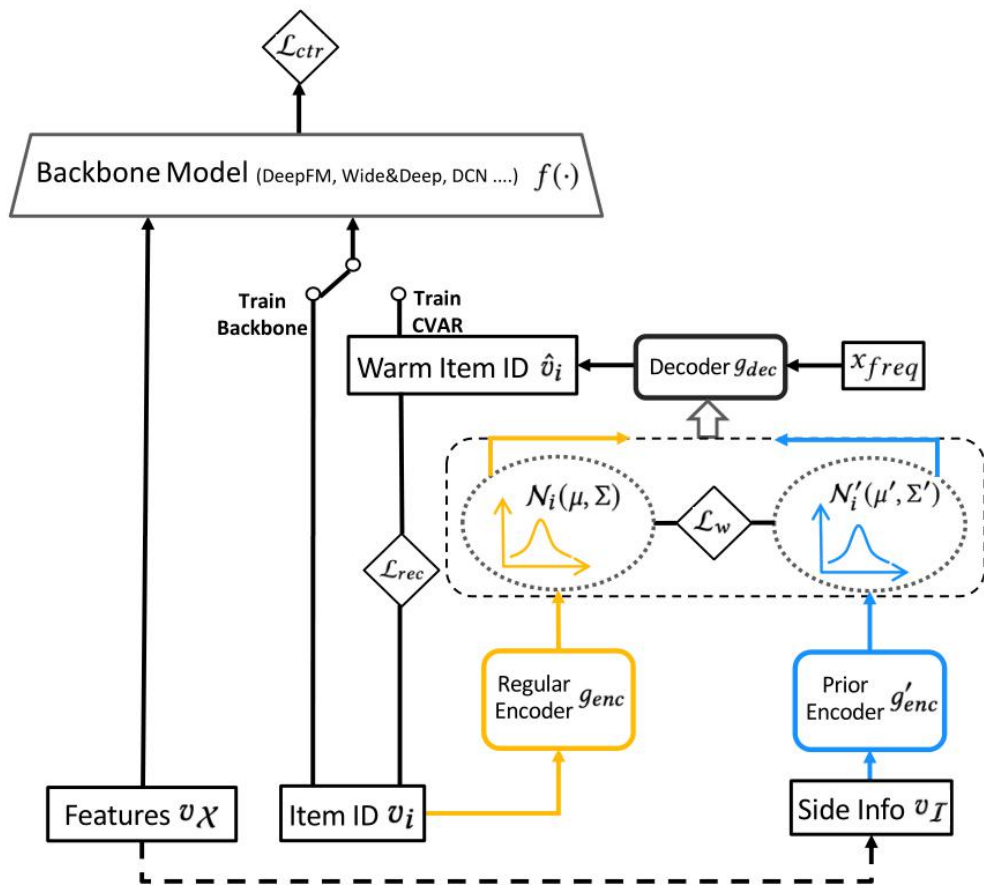 ℒ_ctr
Backbone Model (DeepFM, Wide&Deep, DCN ....) f(·)
Train
Backbone
Train
CVAR
Warm Item ID v̂_i
Decoder g_dec
x_freq
𝒩_i(μ, Σ)
ℒ_w
𝒩_i′(μ′, Σ′)
ℒ_rec
Regular
Encoder g_enc
Prior
Encoder g′_enc
Features v_𝒳
Item ID v_i
Side Info v_ℐ